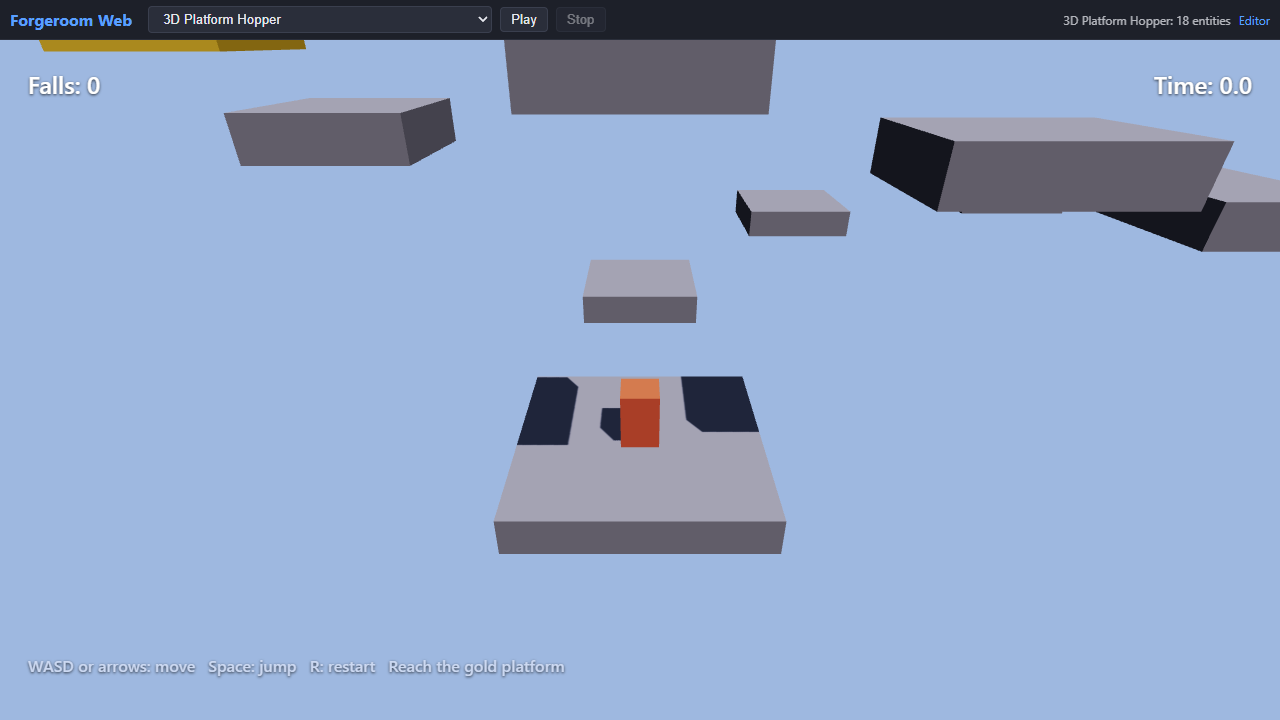 Forgeroom Web
3D Platform Hopper
Play
Stop
3D Platform Hopper: 18 entities
Editor
Falls: 0
Time: 0.0
WASD or arrows: move Space: jump R: restart Reach the gold platform